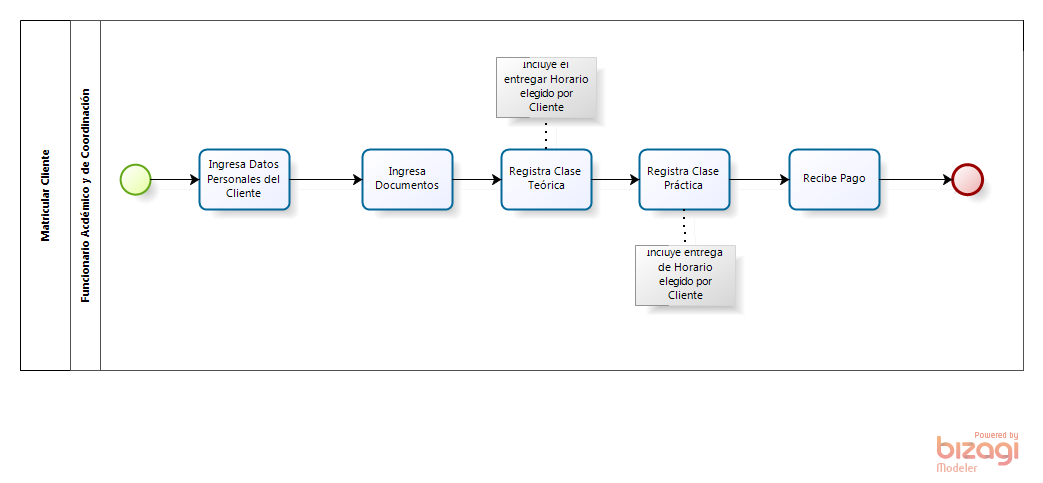 Matricular Cliente
Funcionario Acdémico y de Coordinación
Ingresa Datos
Personales del
Cliente
Ingresa
Documentos
Incluye el
entregar Horario
elegido por
Cliente
Registra Clase
Teórica
Registra Clase
Práctica
Incluye entrega
de Horario
elegido por
Cliente
Recibe Pago
Powered by
bizagi
Modeler